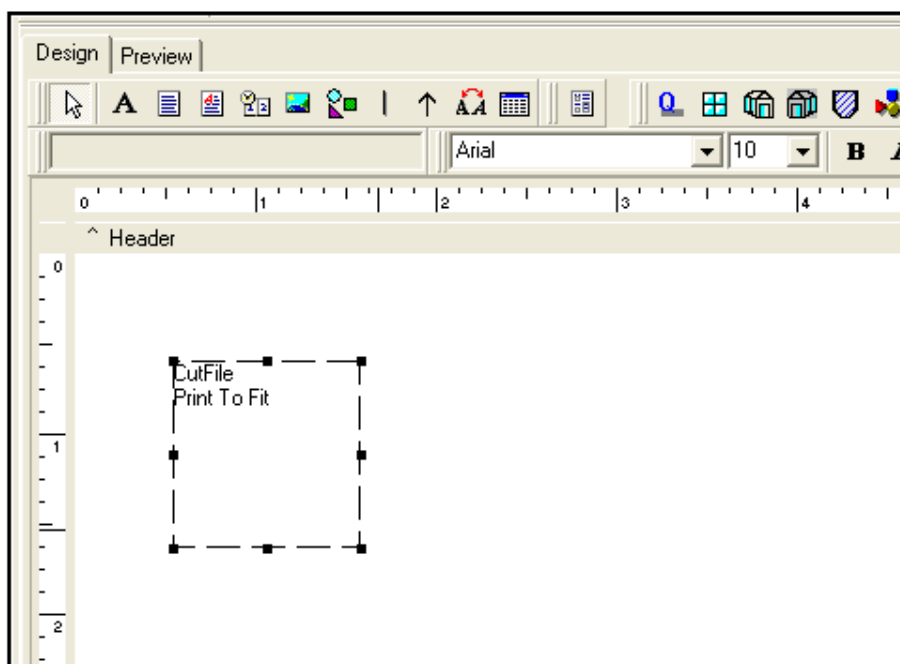 Design Preview
A A A Q
Arial 10 B
0 1 2 3 4
^ Header
0
CutFile
Print To Fit
1
2